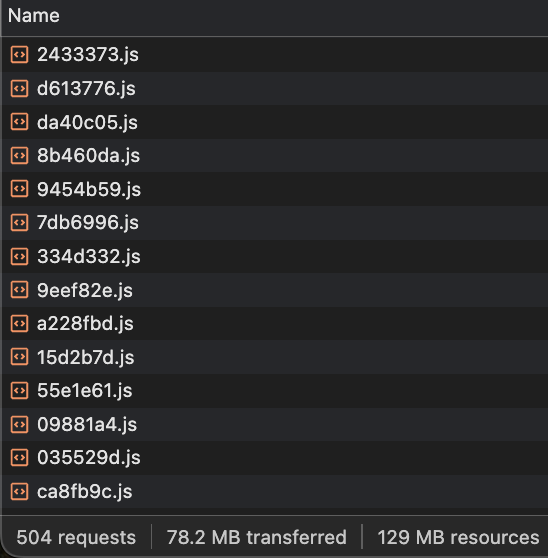 Name
2433373.js
d613776.js
da40c05.js
8b460da.js
9454b59.js
7db6996.js
334d332.js
9eef82e.js
a228fbd.js
15d2b7d.js
55e1e61.js
09881a4.js
035529d.js
ca8fb9c.js
504 requests 78.2 MB transferred 129 MB resources